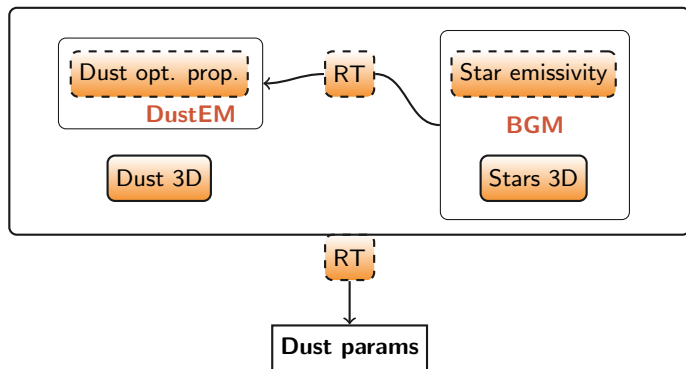 Dust opt. prop.
RT
Star emissivity
DustEM
BGM
Dust 3D
Stars 3D
RT
Dust params